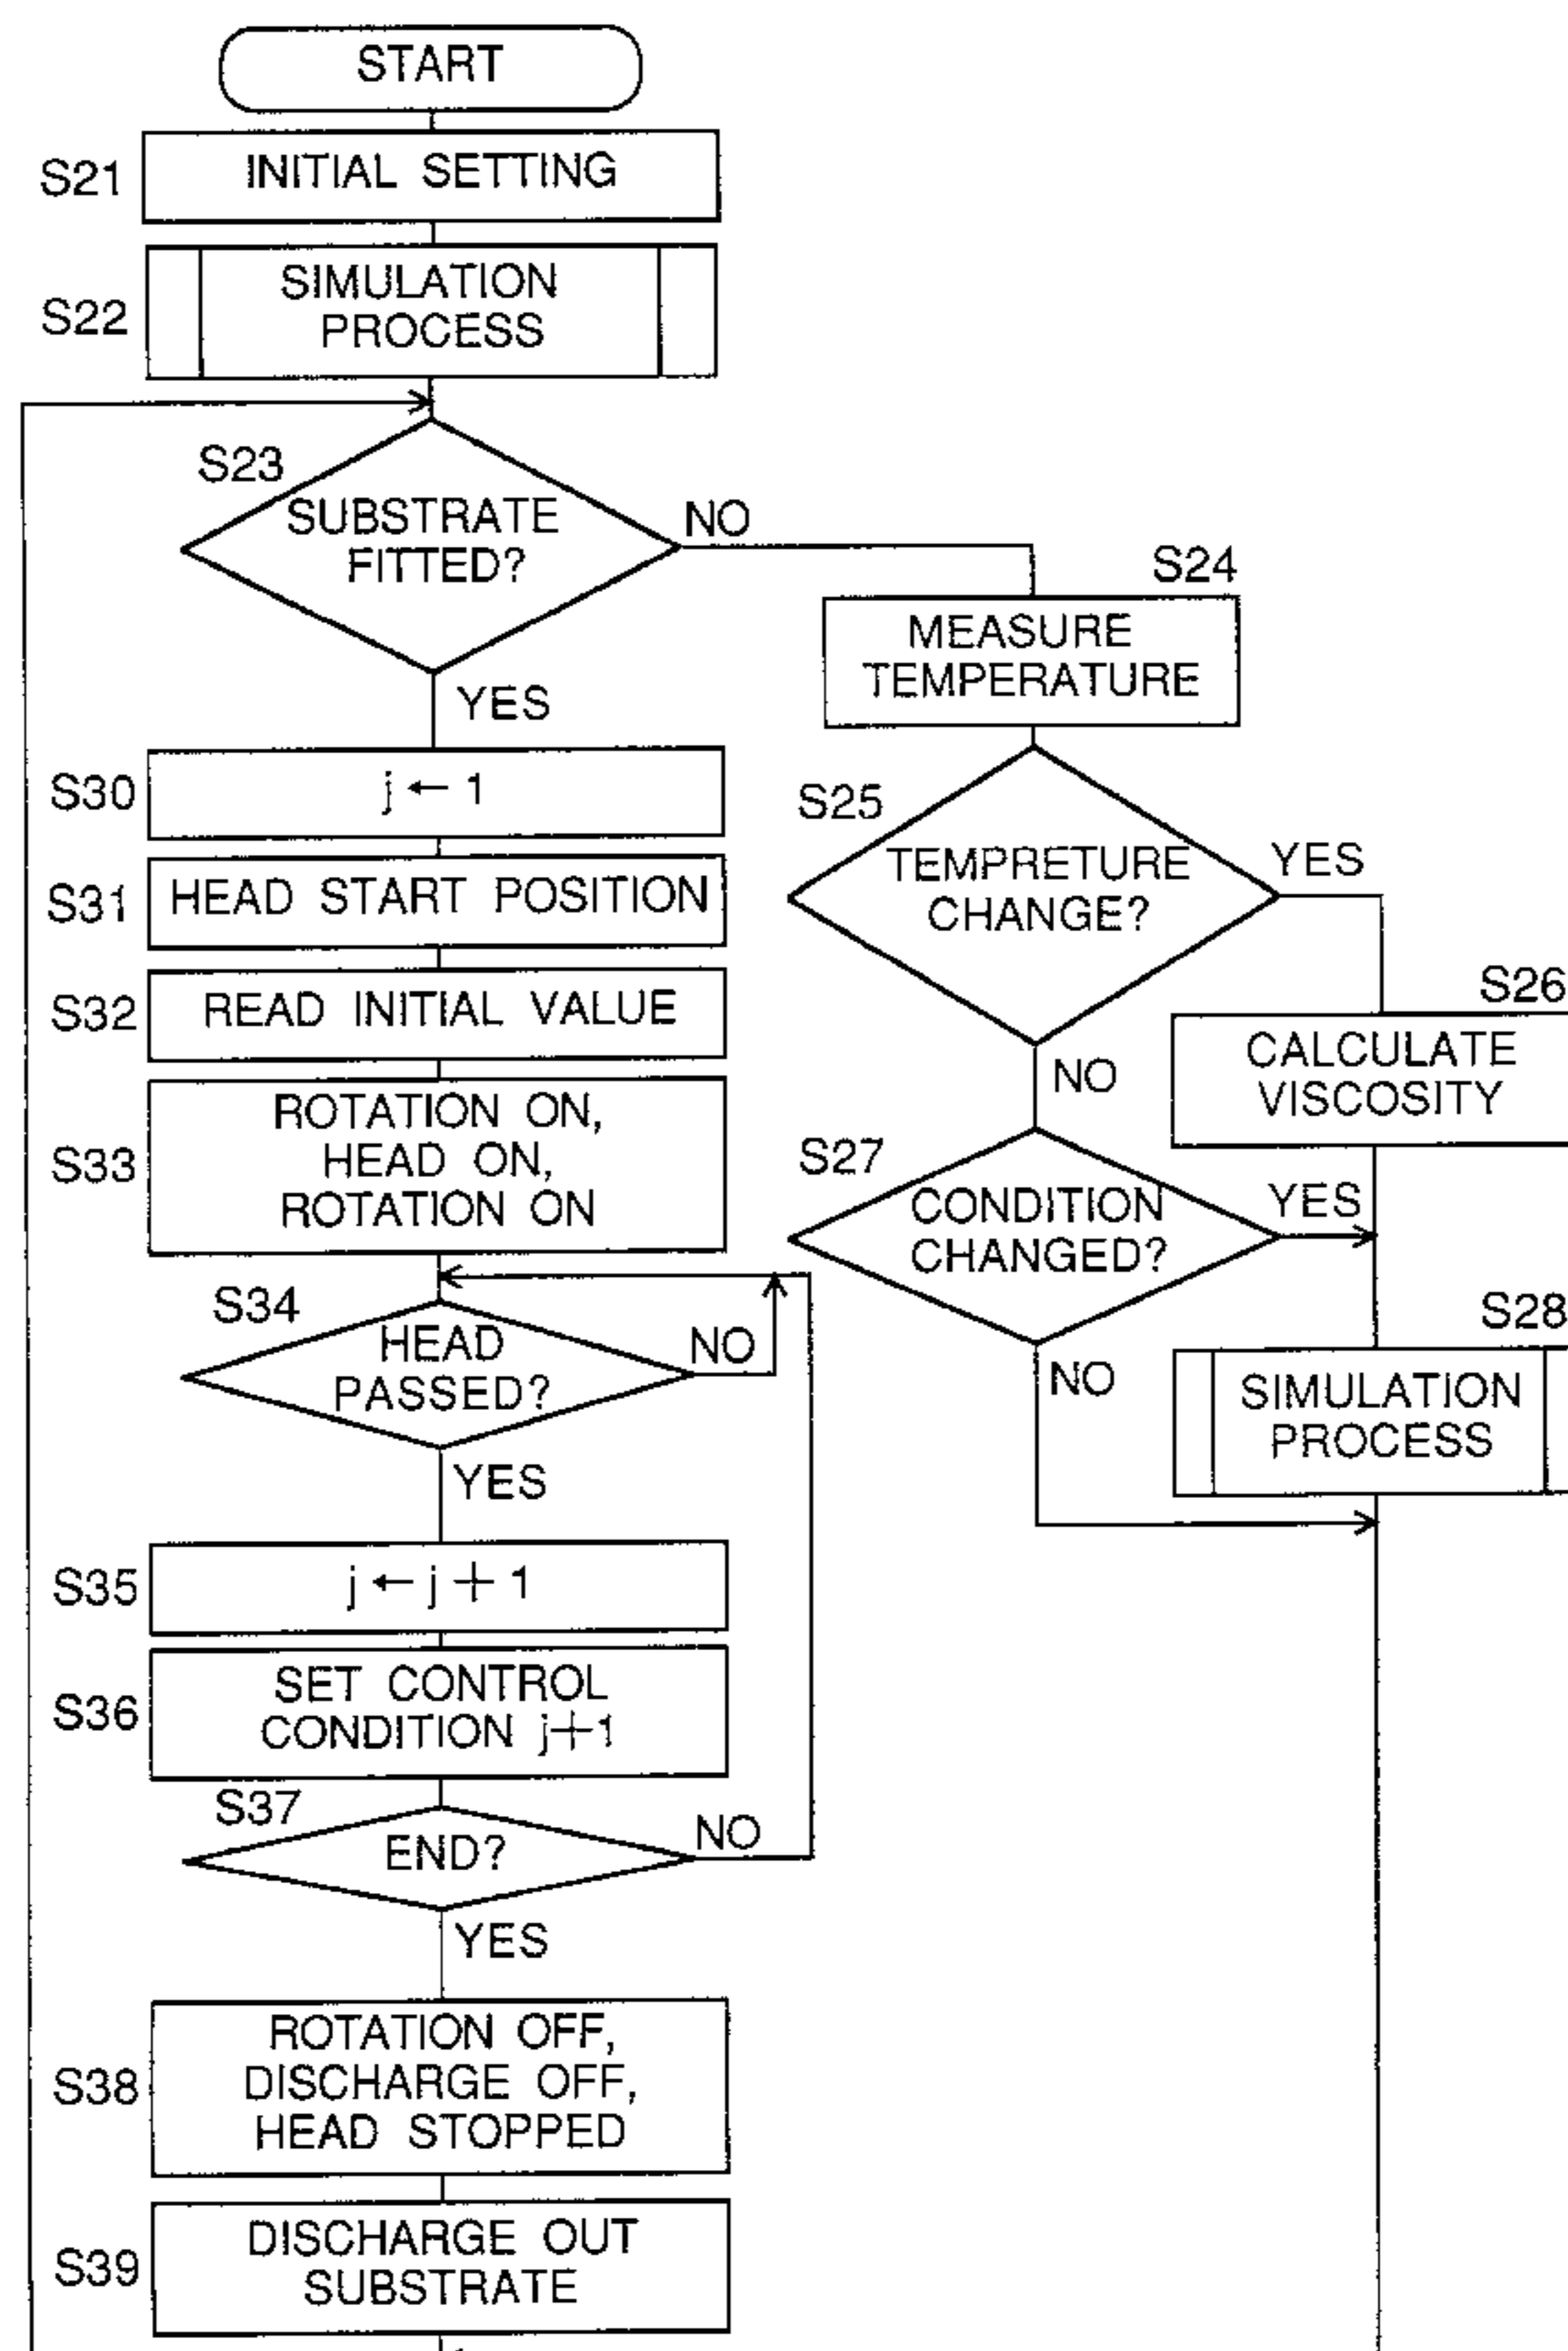 START
S21
INITIAL SETTING
S22
SIMULATION
PROCESS
S23
SUBSTRATE
FITTED?
NO
YES
S24
MEASURE
TEMPERATURE
S25
TEMPRETURE
CHANGE?
YES
NO
S26
CALCULATE
VISCOSITY
S27
CONDITION
CHANGED?
YES
NO
S28
SIMULATION
PROCESS
S30
j ← 1
S31
HEAD START POSITION
S32
READ INITIAL VALUE
S33
ROTATION ON,
HEAD ON,
ROTATION ON
S34
HEAD
PASSED?
NO
YES
S35
j ← j + 1
S36
SET CONTROL
CONDITION j+1
S37
END?
NO
YES
S38
ROTATION OFF,
DISCHARGE OFF,
HEAD STOPPED
S39
DISCHARGE OUT
SUBSTRATE